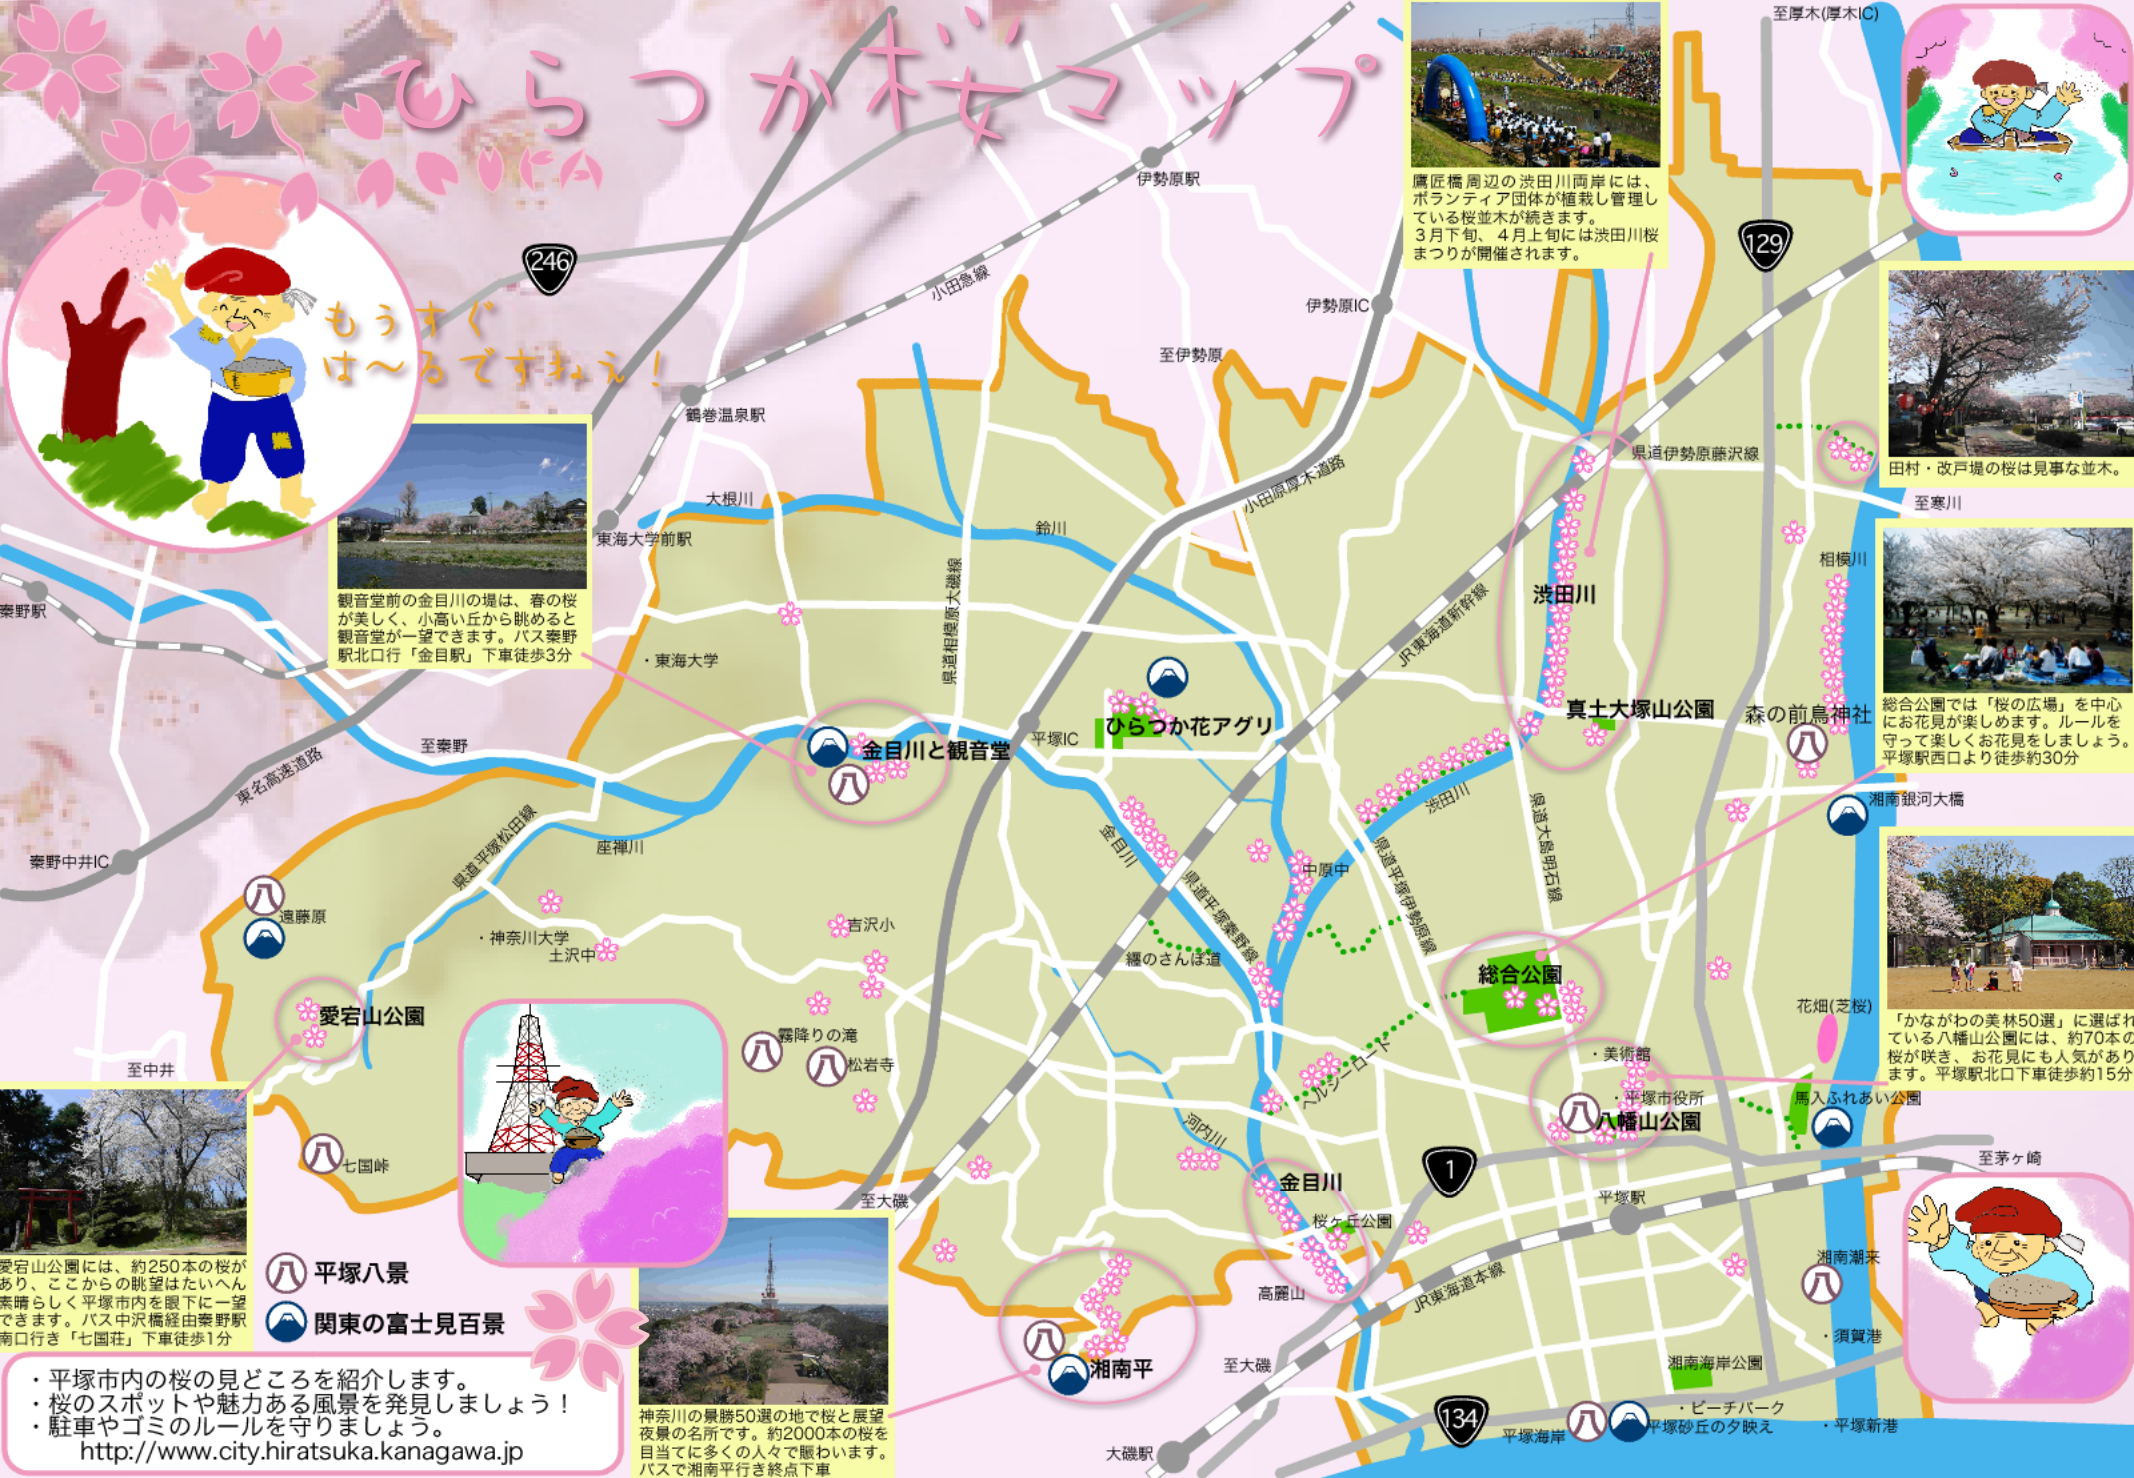 ひらつか桜マップ
もうすぐ
は～るですねえ！
鷹匠橋周辺の渋田川両岸には、
ボランティア団体が植栽し管理し
ている桜並木が続きます。
３月下旬、４月上旬には渋田川桜
まつりが開催されます。
至厚木(厚木IC)
伊勢原駅
246
129
小田急線
伊勢原IC
至伊勢原
鶴巻温泉駅
田村・改戸堤の桜は見事な並木。
県道伊勢原藤沢線
至寒川
大根川
鈴川
小田原厚木道路
東海大学前駅
相模川
秦野駅
観音堂前の金目川の堤は、春の桜
が美しく、小高い丘から眺めると
観音堂が一望できます。バス秦野
駅北口行「金目駅」下車徒歩3分
県道相模原大磯線
JR東海道新幹線
渋田川
・東海大学
真土大塚山公園
森の前鳥神社
八
ひらつか花アグリ
平塚IC
至秦野
金目川と観音堂
八
東名高速道路
総合公園では「桜の広場」を中心
にお花見が楽しめます。ルールを
守って楽しくお花見をしましょう。
平塚駅西口より徒歩約30分
湘南銀河大橋
渋田川
県道大島明石線
県道平塚伊勢原線
金目川
県道平塚秦野線
中原中
県道平塚松田線
座禅川
秦野中井IC
八
遠藤原
・神奈川大学
土沢中
吉沢小
纒のさんぽ道
総合公園
花畑(芝桜)
「かながわの美林50選」に選ばれ
ている八幡山公園には、約70本の
桜が咲き、お花見にも人気があり
ます。平塚駅北口下車徒歩約15分
愛宕山公園
霧降りの滝
八
八
松岩寺
・美術館
ヘルシーロード
・平塚市役所
八
八幡山公園
馬入ふれあい公園
至中井
河内川
八
七国峠
1
至茅ヶ崎
至大磯
金目川
平塚駅
桜ヶ丘公園
愛宕山公園には、約250本の桜が
あり、ここからの眺望はたいへん
素晴らしく平塚市内を眼下に一望
できます。バス中沢橋経由秦野駅
南口行き「七国荘」下車徒歩1分
八
平塚八景
関東の富士見百景
高麗山
JR東海道本線
湘南潮来
八
・須賀港
八
湘南平
至大磯
湘南海岸公園
・平塚市内の桜の見どころを紹介します。
・桜のスポットや魅力ある風景を発見しましょう！
・駐車やゴミのルールを守りましょう。
http://www.city.hiratsuka.kanagawa.jp
神奈川の景勝50選の地で桜と展望
夜景の名所です。約2000本の桜を
目当てに多くの人々で賑わいます。
バスで湘南平行き終点下車
134
平塚海岸
八
・ビーチパーク
平塚砂丘の夕映え
・平塚新港
大磯駅